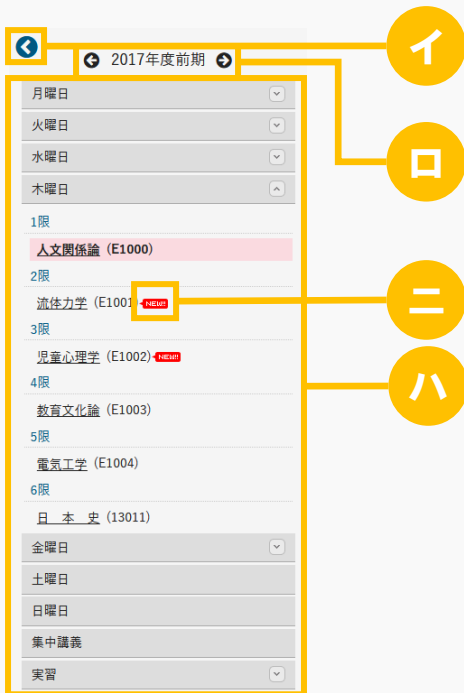 イ
2017年度前期
ロ
月曜日
火曜日
水曜日
木曜日
1限
人文関係論 (E1000)
2限
流体力学 (E1001) NEW!!
ニ
3限
児童心理学 (E1002) NEW!!
ハ
4限
教育文化論 (E1003)
5限
電気工学 (E1004)
6限
日 本 史 (13011)
金曜日
土曜日
日曜日
集中講義
実習